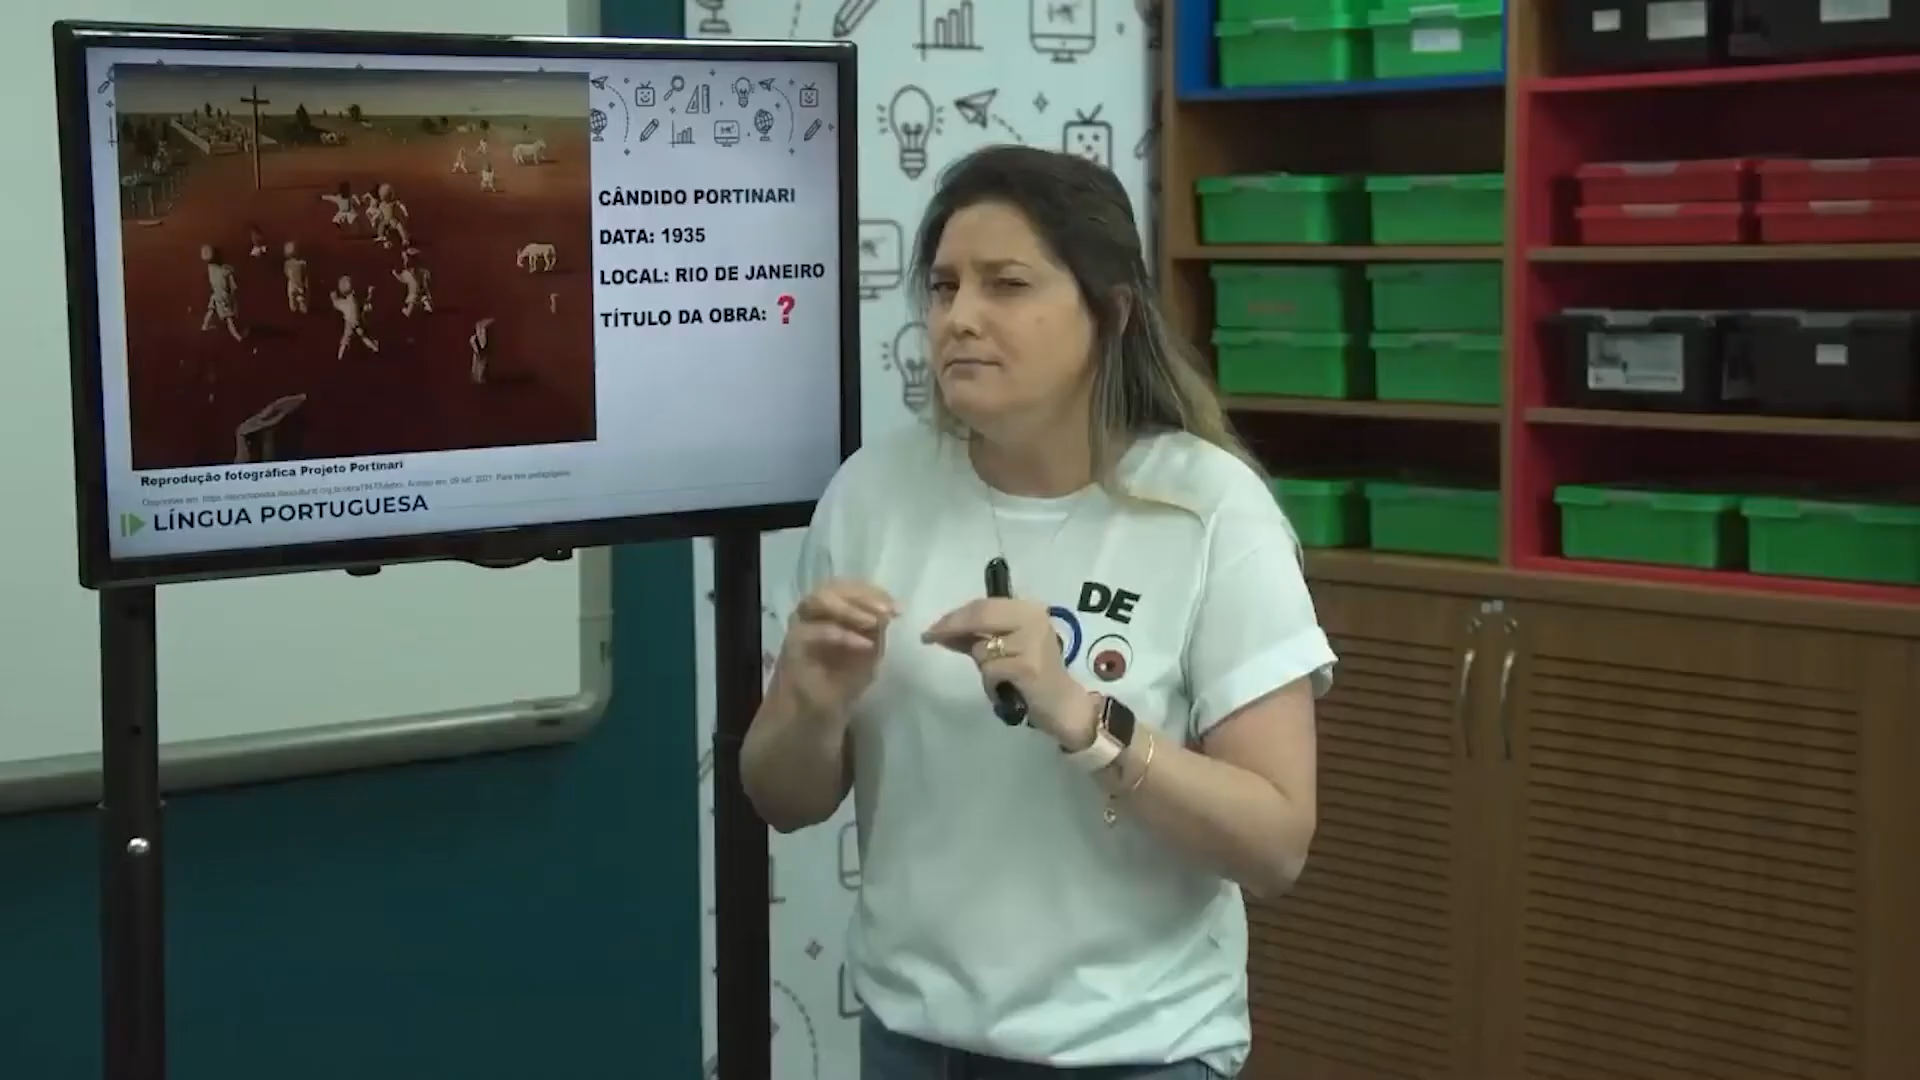 CÂNDIDO PORTINARI
DATA: 1935
LOCAL: RIO DE JANEIRO
TÍTULO DA OBRA: ?
Reprodução fotográfica Projeto Portinari
LÍNGUA PORTUGUESA
DE